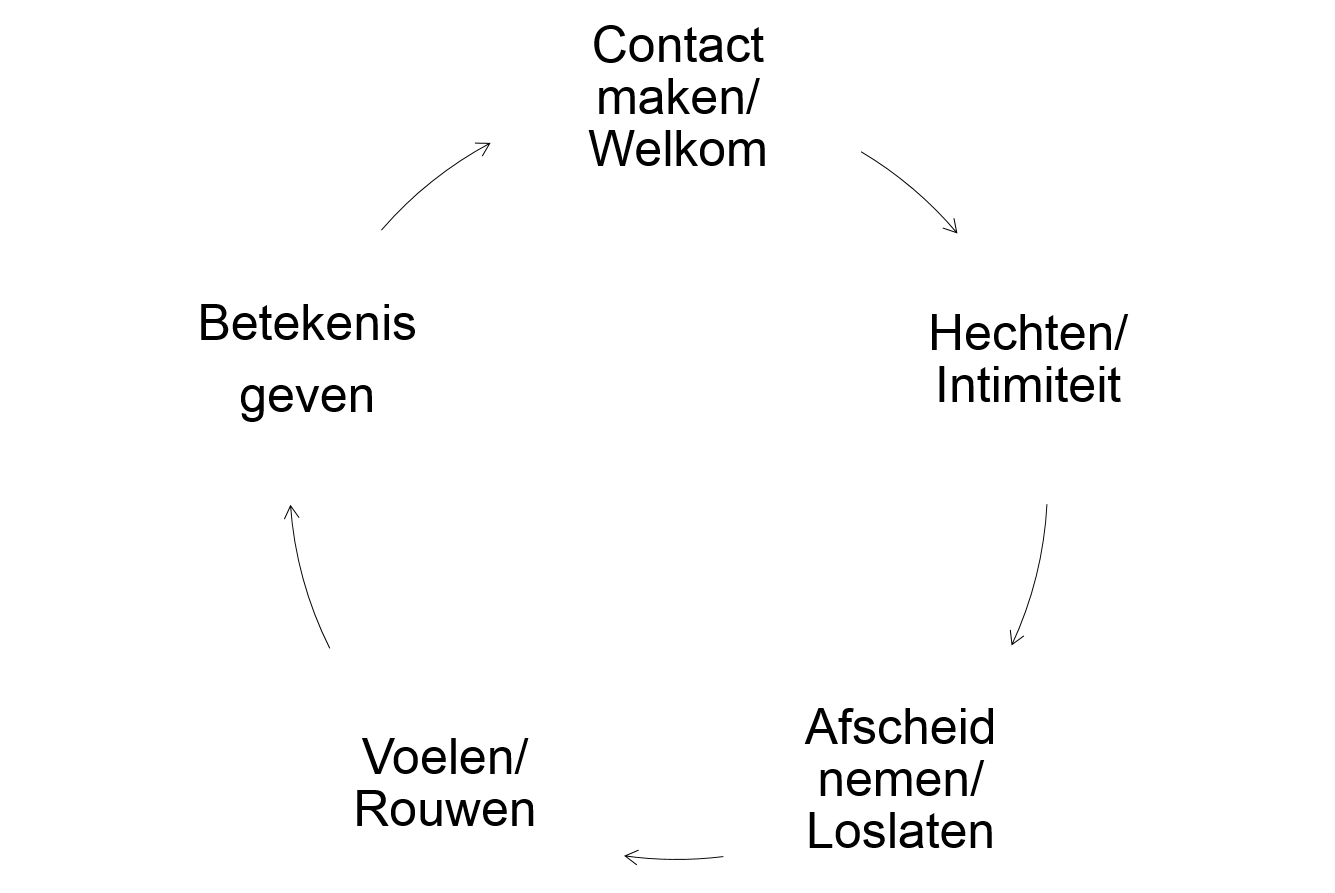 Contact
maken/
Welkom
Hechten/
Intimiteit
Afscheid
nemen/
Loslaten
Voelen/
Rouwen
Betekenis
geven